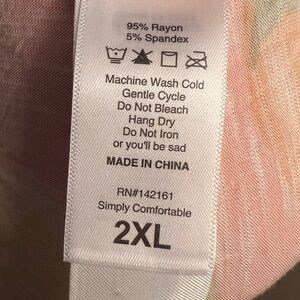 95% Rayon
5% Spandex
Machine Wash Cold
Gentle Cycle
Do Not Bleach
Hang Dry
Do Not Iron
or you'll be sad
MADE IN CHINA
RN#142161
Simply Comfortable
2XL